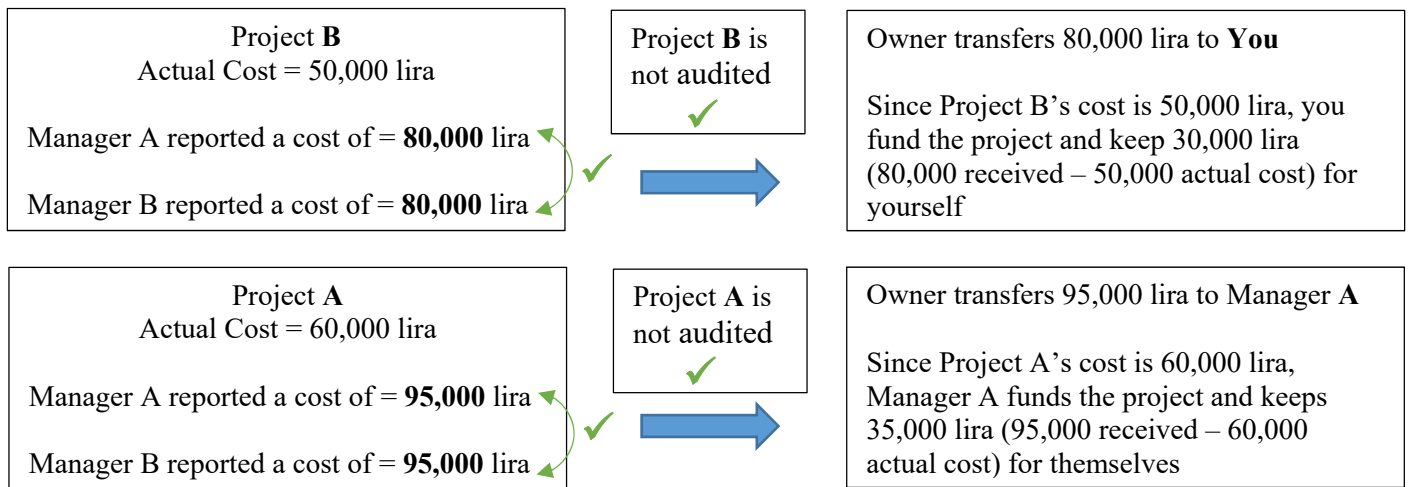 Project B
Actual Cost = 50,000 lira
Manager A reported a cost of = 80,000 lira
Manager B reported a cost of = 80,000 lira
Project B is
not audited
Owner transfers 80,000 lira to You
Since Project B’s cost is 50,000 lira, you
fund the project and keep 30,000 lira
(80,000 received – 50,000 actual cost) for
yourself
Project A
Actual Cost = 60,000 lira
Manager A reported a cost of = 95,000 lira
Manager B reported a cost of = 95,000 lira
Project A is
not audited
Owner transfers 95,000 lira to Manager A
Since Project A’s cost is 60,000 lira,
Manager A funds the project and keeps
35,000 lira (95,000 received – 60,000
actual cost) for themselves